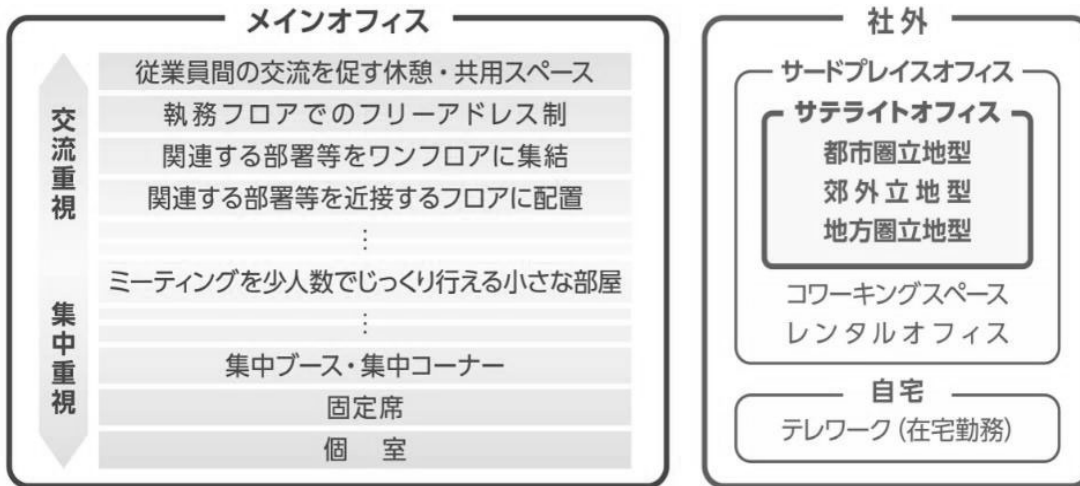 メインオフィス
交流重視
集中重視
従業員間の交流を促す休憩・共用スペース
執務フロアでのフリーアドレス制
関連する部署等をワンフロアに集結
関連する部署等を近接するフロアに配置
⋮
ミーティングを少人数でじっくり行える小さな部屋
⋮
集中ブース・集中コーナー
固定席
個 室
社外
サードプレイスオフィス
サテライトオフィス
都市圏立地型
郊外立地型
地方圏立地型
コワーキングスペース
レンタルオフィス
自宅
テレワーク(在宅勤務)